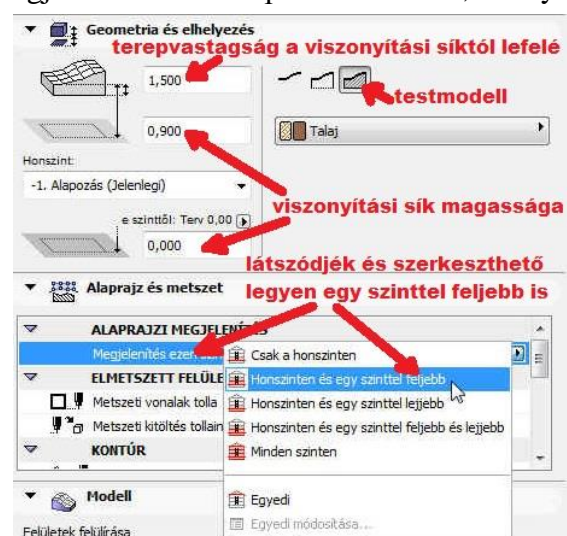 Geometria és elhelyezés
terepvastagság a viszonyítási síktól lefelé
1,500
testmodell
0,900
Talaj
Honszint:
-1. Alapozás (Jelenlegi)
viszonyítási sík magassága
e szinttől: Terv 0,00
0,000
látszódjék és szerkeszthető
Alaprajz és metszet
legyen egy szinttel feljebb is
ALAPRAJZI MEGJELENÍTÉS
Megjelenítés ezen
Csak a honszinten
ELMETSZETT FELÜLE
Honszinten és egy szinttel feljebb
Metszeti vonalak tolla
Honszinten és egy szinttel lejjebb
Metszeti kitöltés tollain
Honszinten és egy szinttel feljebb és lejjebb
KONTÚR
Minden szinten
Modell
Egyedi
Felületek felülírása
Egyedi módosítása...